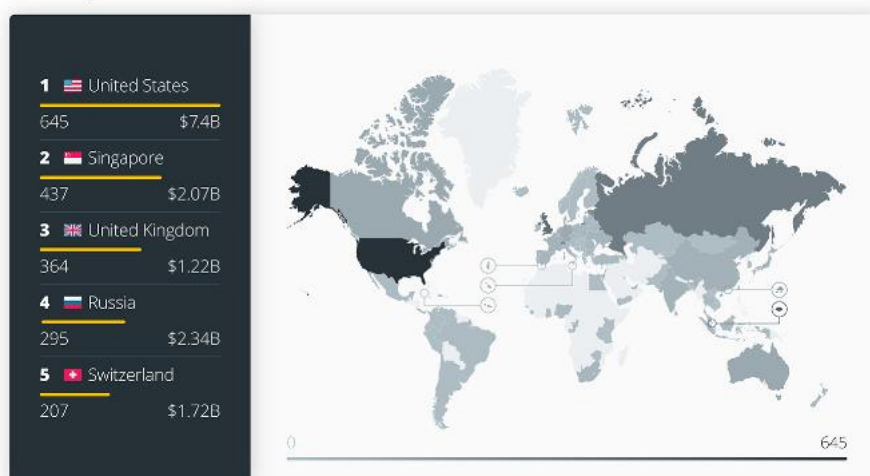 1 United States
645 $7.4B
2 Singapore
437 $2.07B
3 United Kingdom
364 $1.22B
4 Russia
295 $2.34B
5 Switzerland
207 $1.72B
0 645